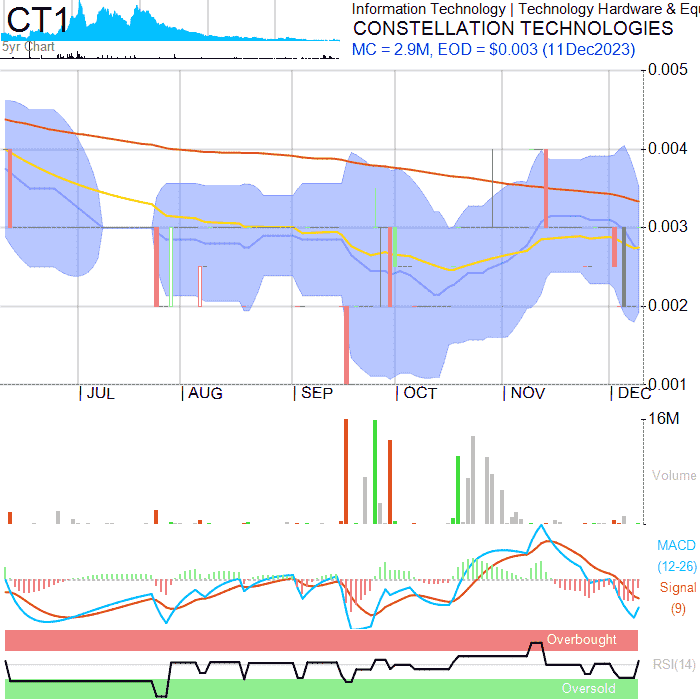 CT1
5yr Chart
Information Technology | Technology Hardware & Equ
CONSTELLATION TECHNOLOGIES
MC = 2.9M, EOD = $0.003 (11Dec2023)
0.005
0.004
0.003
0.002
0.001
| JUL | AUG | SEP | OCT | NOV | DEC
16M
Volume
MACD
(12-26)
Signal
(9)
Overbought
RSI(14)
Oversold